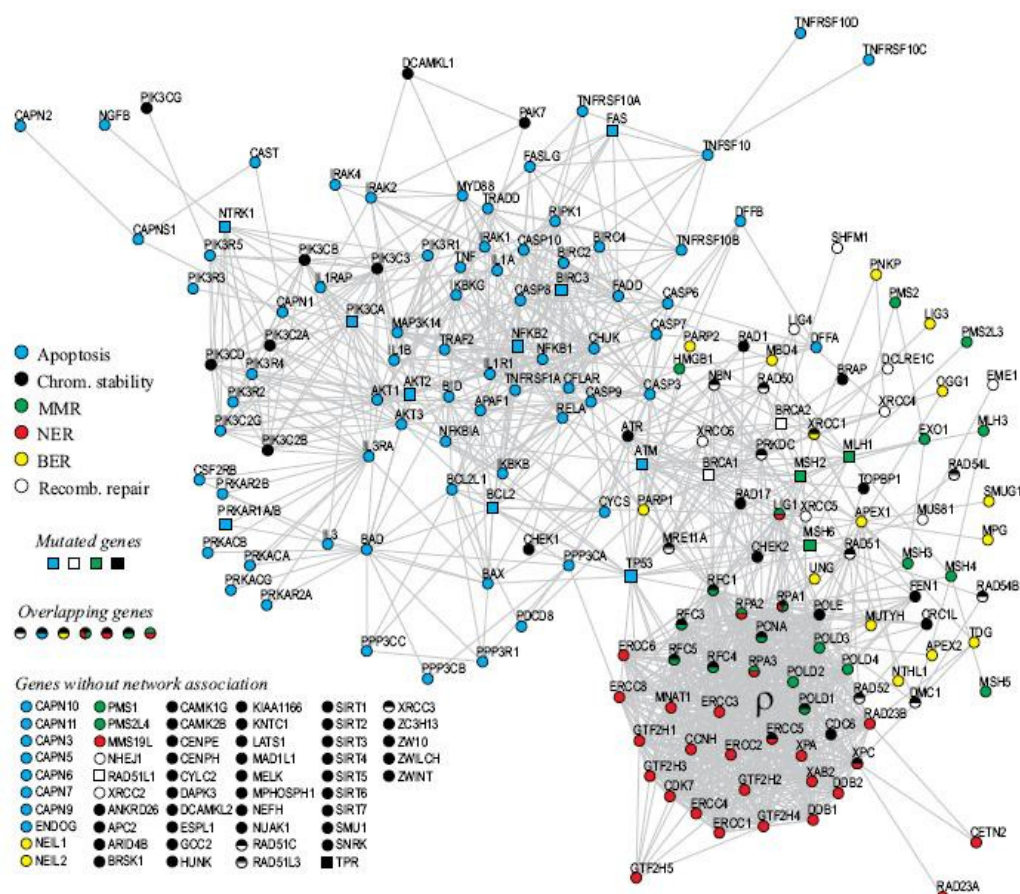 TNFRSF10D
TNFRSF10C
DCAMKL1
PIK3CG
CAPN2
NGFB
PAK7
TNFRSF10A
FAS
TNFSF10
CAST
FASLG
IRAK4
IRAK2
MYD88
TRADD
RIPK1
DFFB
NTRK1
CAPNS1
PIK3R5
PIK3CB
PIK3C3
PIK3R1
IRAK1
CASP10
BIRC4
TNFRSF10B
SHFM1
PIK3R3
IL1RAP
TNF
IL1A
BIRC2
BIRC3
PNKP
CAPN1
IKBKG
CASP8
FADD
CASP6
PMS2
PIK3CA
MAP3K14
LIG4
LIG3
PIK3C2A
TRAF2
NFKB2
CHUK
CASP7
PARP2
RAD1
DFFA
PMS2L3
PIK3CD
PIK3R4
IL1B
IL1R1
NFKB1
HMGB1
MBD4
BRAP
DCLRE1C
EME1
PIK3R2
AKT1
AKT2
BID
TNFRSF1A
CFLAR
CASP9
CASP3
NBN
RAD50
OGG1
PIK3C2G
AKT3
APAF1
RELA
BRCA2
XRCC4
PIK3C2B
NFKBIA
ATR
XRCC6
XRCC1
EXO1
MLH3
CSF2RB
IL3RA
IKBKB
ATM
BRCA1
PRKDC
MSH2
MLH1
RAD54L
PRKAR2B
BCL2L1
BCL2
CYCS
PARP1
RAD17
LIG1
TOPBP1
SMUG1
PRKAR1A/B
XRCC5
APEX1
MUS81
MPG
PRKACB
IL3
BAD
CHEK1
PPP3CA
MRE11A
CHEK2
MSH6
RAD51
MSH3
MSH4
PRKACA
BAX
TP53
RFC1
UNG
FEN1
RAD54B
PRKACG
PRKAR2A
PDCD8
RFC3
RPA2
RPA1
POLE
MUTYH
CRC1L
PPP3CC
PPP3R1
ERCC6
RFC5
RFC4
PCNA
POLD3
APEX2
TDG
PPP3CB
RPA3
POLD2
POLD4
NTHL1
MSH5
ERCC8
MNAT1
ERCC3
ρ
POLD1
RAD52
DMC1
GTF2H1
CCNH
ERCC2
ERCC5
CDC6
RAD23B
GTF2H3
XPA
XPC
CDK7
GTF2H2
XAB2
DDB2
ERCC4
ERCC1
GTF2H4
DDB1
CETN2
GTF2H5
RAD23A
Apoptosis
Chrom. stability
MMR
NER
BER
Recomb. repair
Mutated genes
Overlapping genes
Genes without network association
CAPN10
CAPN11
CAPN3
CAPN5
CAPN6
CAPN7
CAPN9
ENDOG
NEIL1
NEIL2
PMS1
PMS2L4
MMS19L
NHEJ1
RAD51L1
XRCC2
ANKRD26
APC2
ARID4B
BRSK1
CAMK1G
CAMK2B
CENPE
CENPH
CYLC2
DAPK3
DCAMKL2
ESPL1
GCC2
HUNK
KIAA1166
KNTC1
LATS1
MAD1L1
MELK
MPHOSPH1
NEFH
NUAK1
RAD51C
RAD51L3
SIRT1
SIRT2
SIRT3
SIRT4
SIRT5
SIRT6
SIRT7
SMU1
SNRK
TPR
XRCC3
ZC3H13
ZW10
ZWILCH
ZWINT